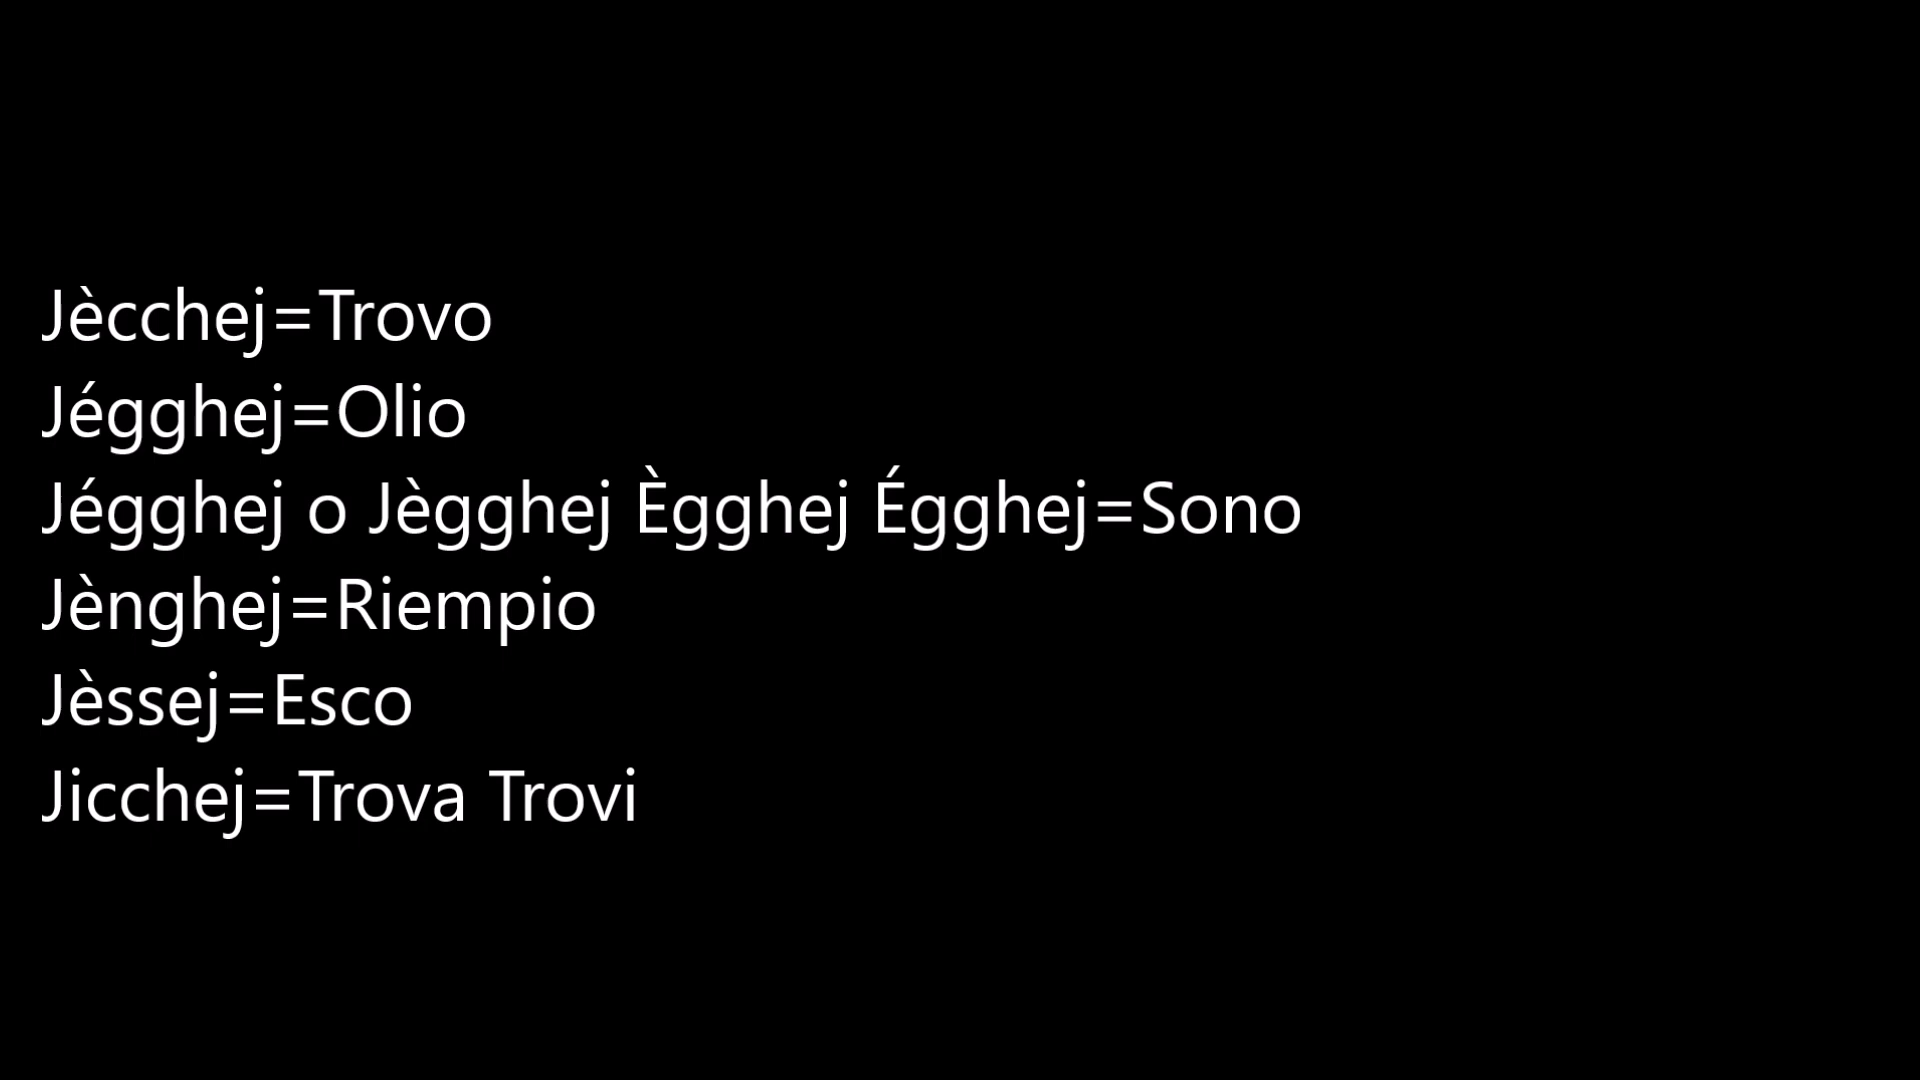 Jècchej=Trovo
Jégghej=Olio
Jégghej o Jègghej Ègghej Égghej=Sono
Jènghej=Riempio
Jèssej=Esco
Jicchej=Trova Trovi